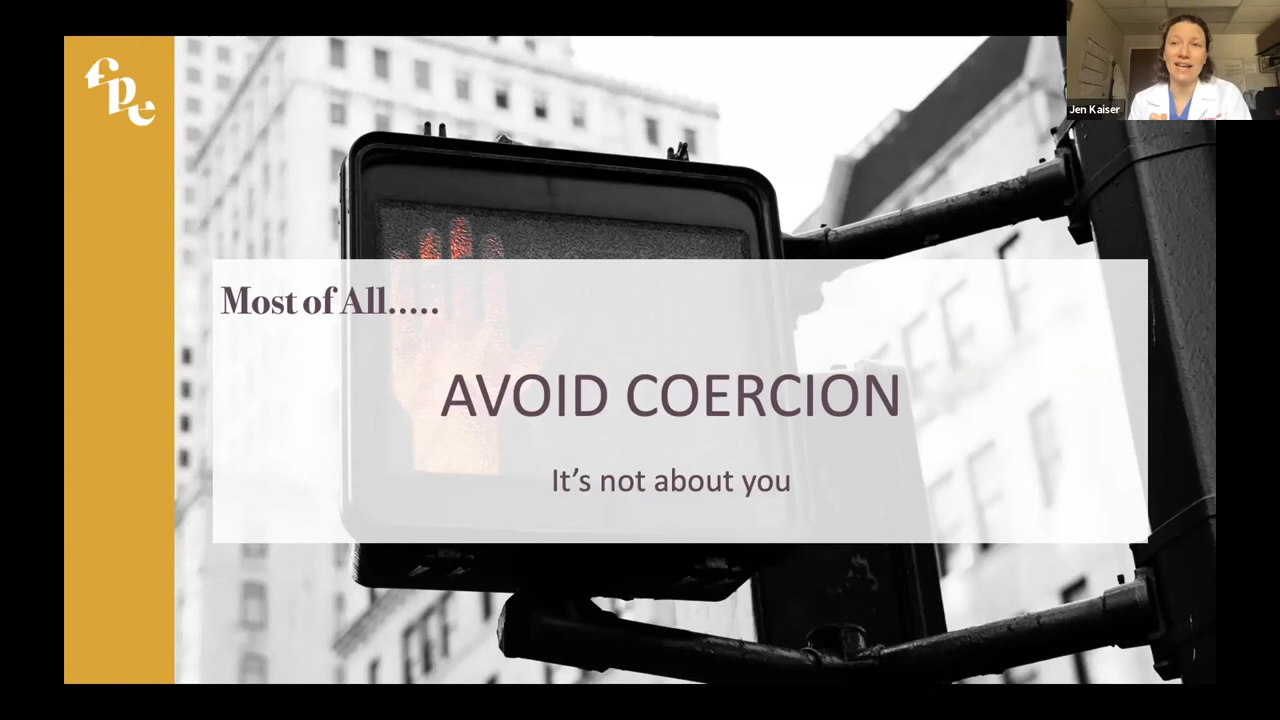 fpe
Jen Kaiser
Most of All.....
AVOID COERCION
It's not about you